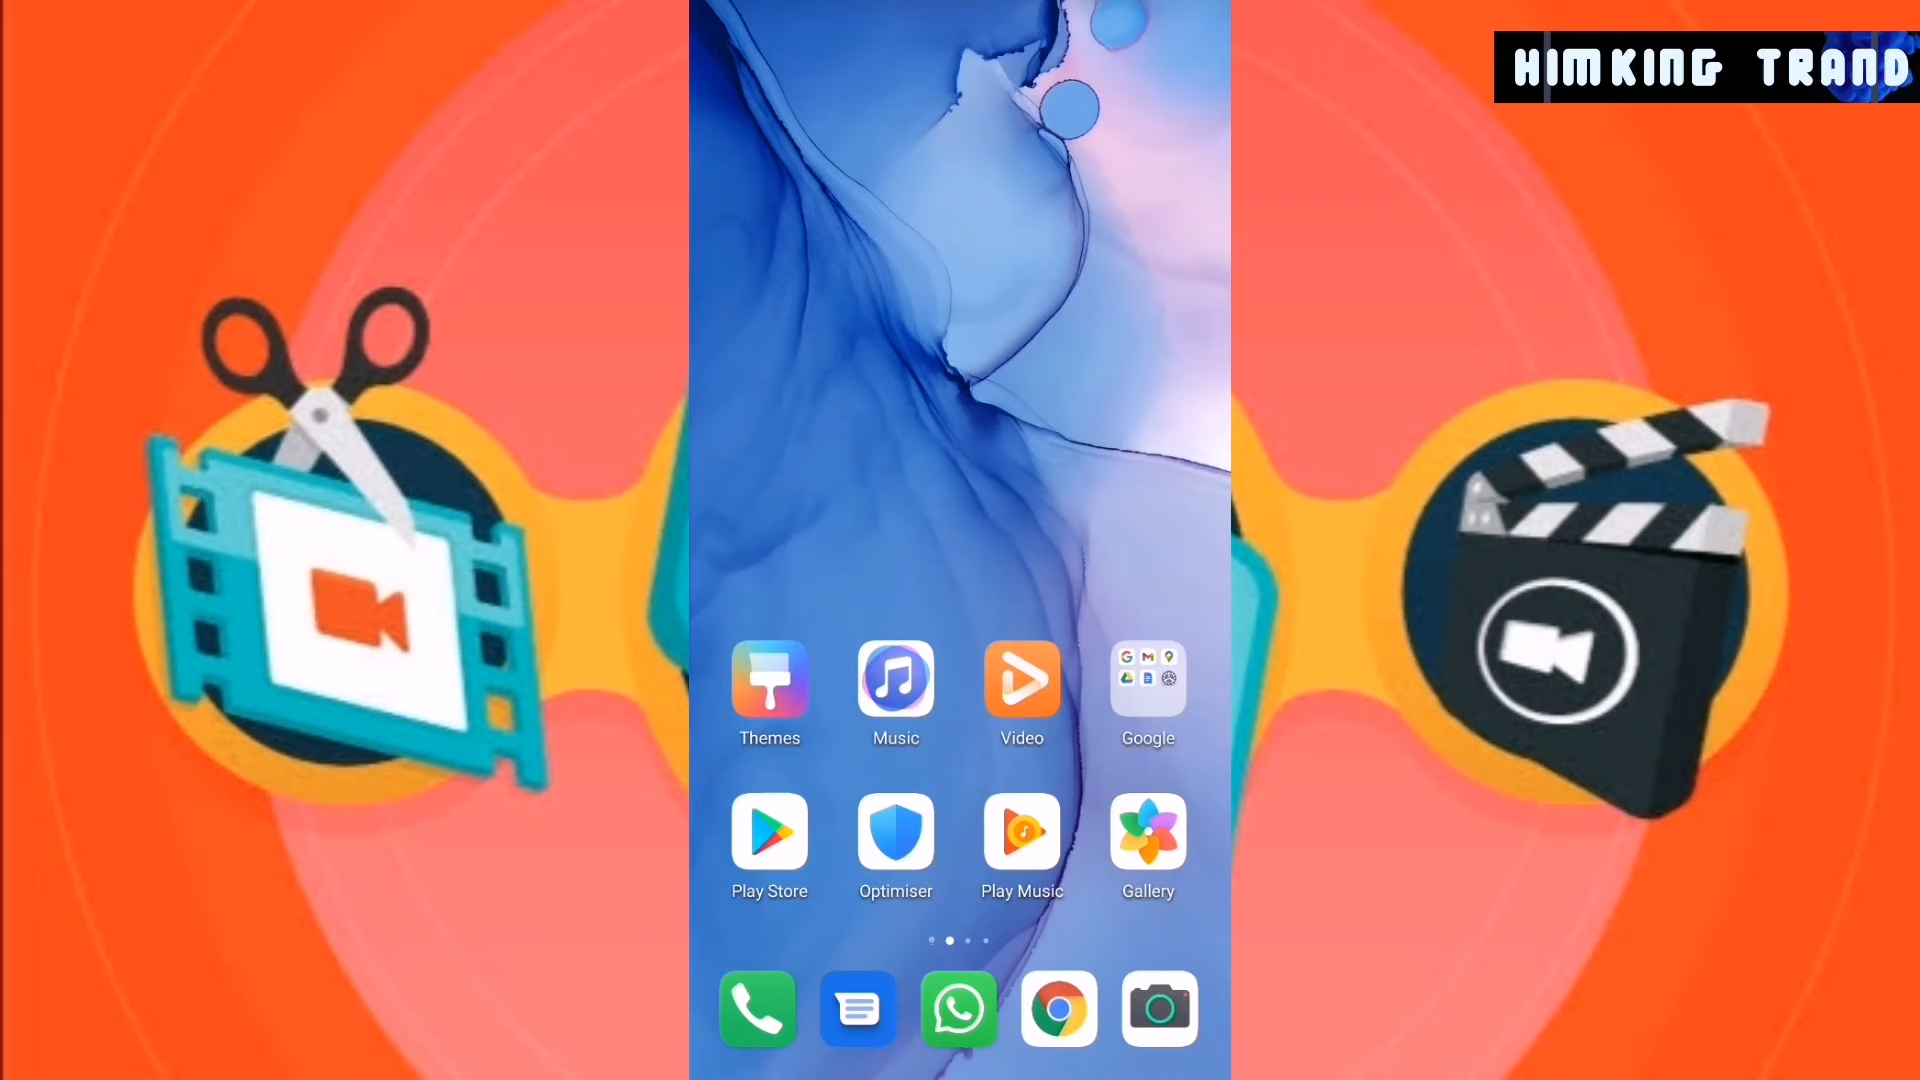 HIMKING TRAND
Themes
Music
Video
Google
Play Store
Optimiser
Play Music
Gallery